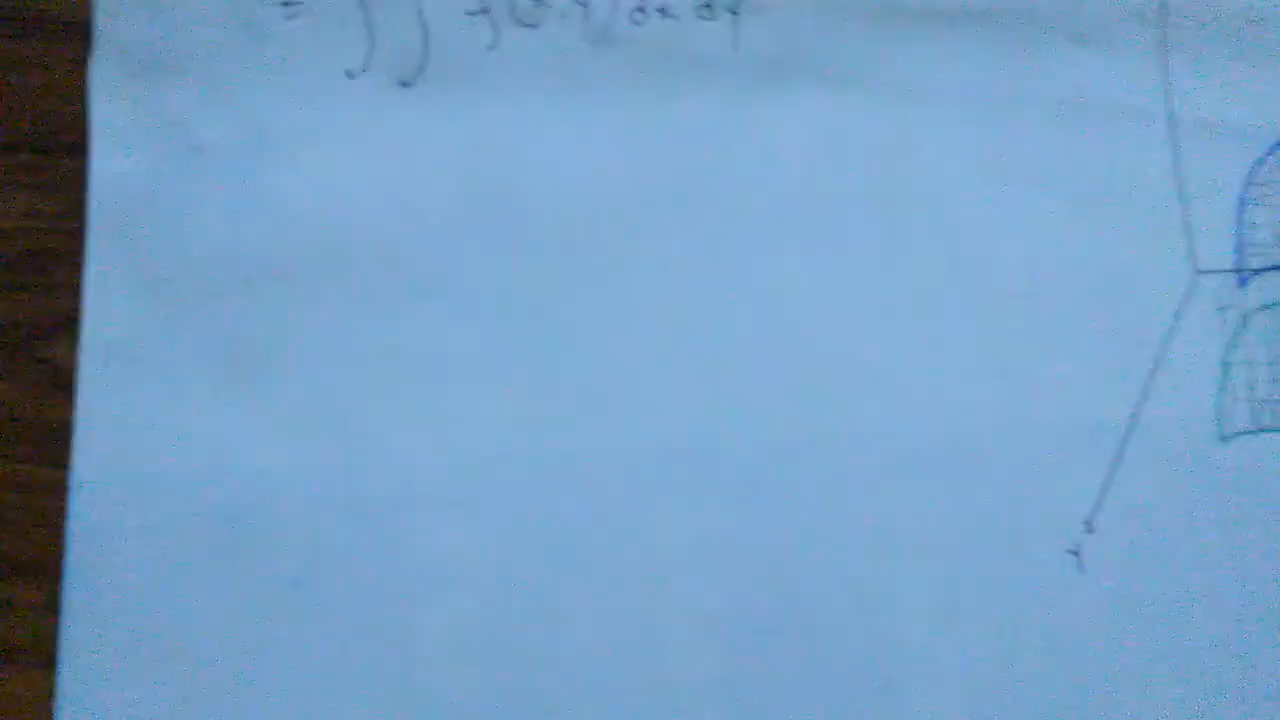 = ∫ ∫ f(x,y) dx dy
Y